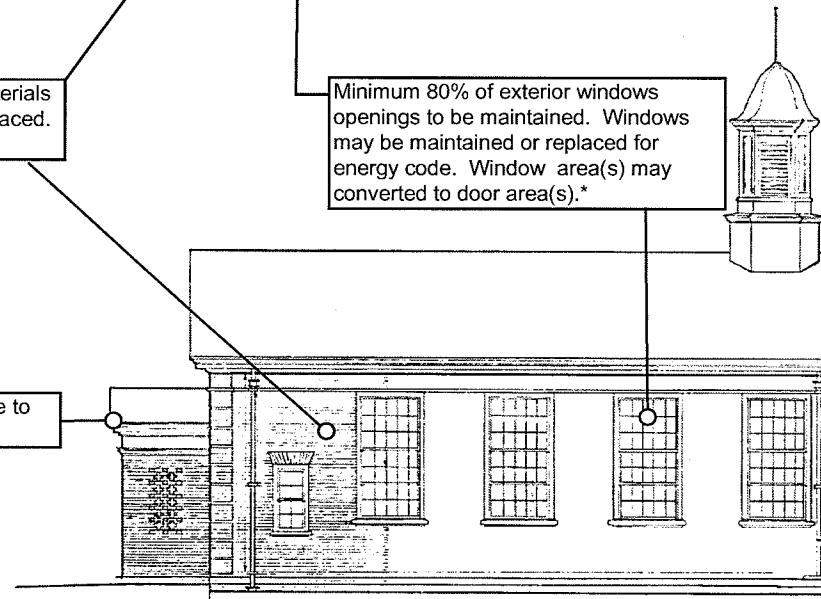 erials
aced.
Minimum 80% of exterior windows
openings to be maintained. Windows
may be maintained or replaced for
energy code. Window area(s) may
converted to door area(s).*
e to